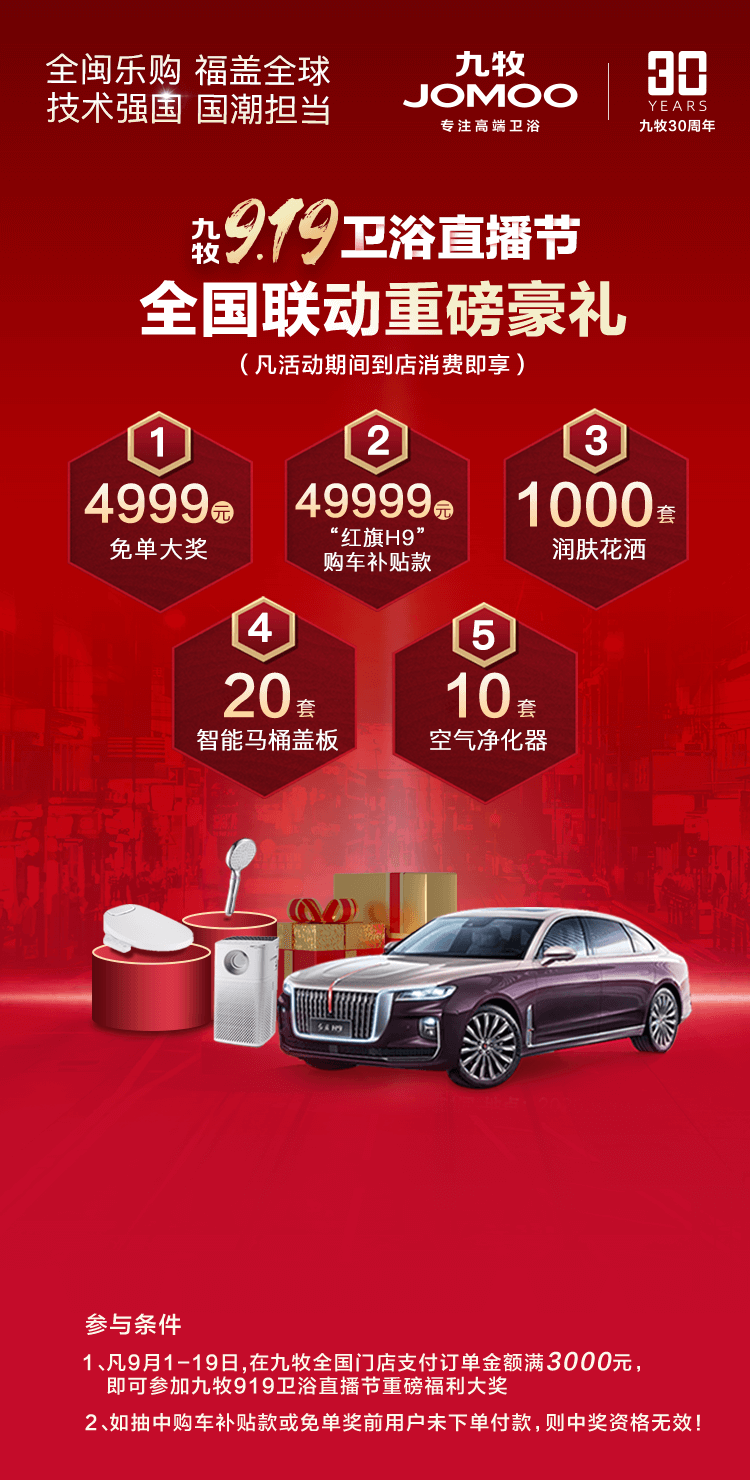 全闽乐购 福盖全球
技术强国 国潮担当
九牧
JOMOO
专注高端卫浴
30
YEARS
九牧30周年
九牧9.19卫浴直播节
全国联动重磅豪礼
（凡活动期间到店消费即享）
1
4999元
免单大奖
2
49999元
“红旗H9”
购车补贴款
3
1000套
润肤花洒
4
20套
智能马桶盖板
5
10套
空气净化器
参与条件
1、凡9月1-19日,在九牧全国门店支付订单金额满3000元，
即可参加九牧919卫浴直播节重磅福利大奖
2、如抽中购车补贴款或免单奖前用户未下单付款，则中奖资格无效！